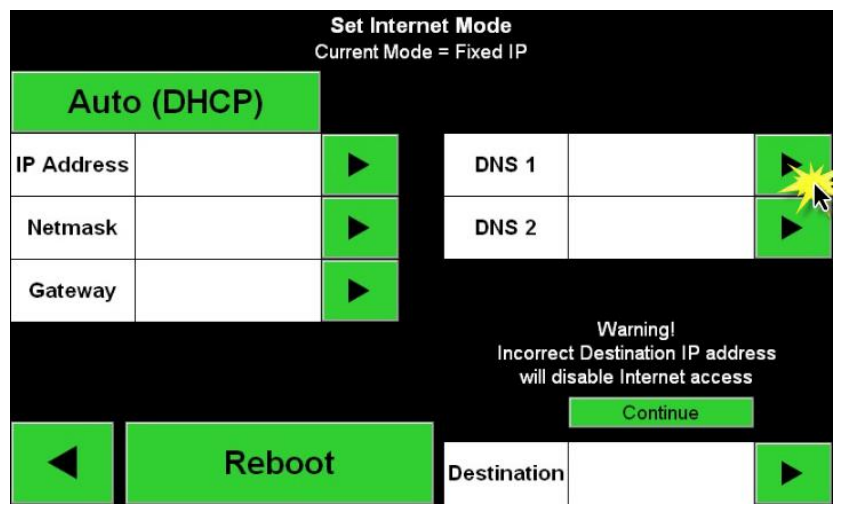 Set Internet Mode
Current Mode = Fixed IP
Auto (DHCP)
IP Address
Netmask
Gateway
DNS 1
DNS 2
Warning!
Incorrect Destination IP address
will disable Internet access
Continue
Reboot
Destination